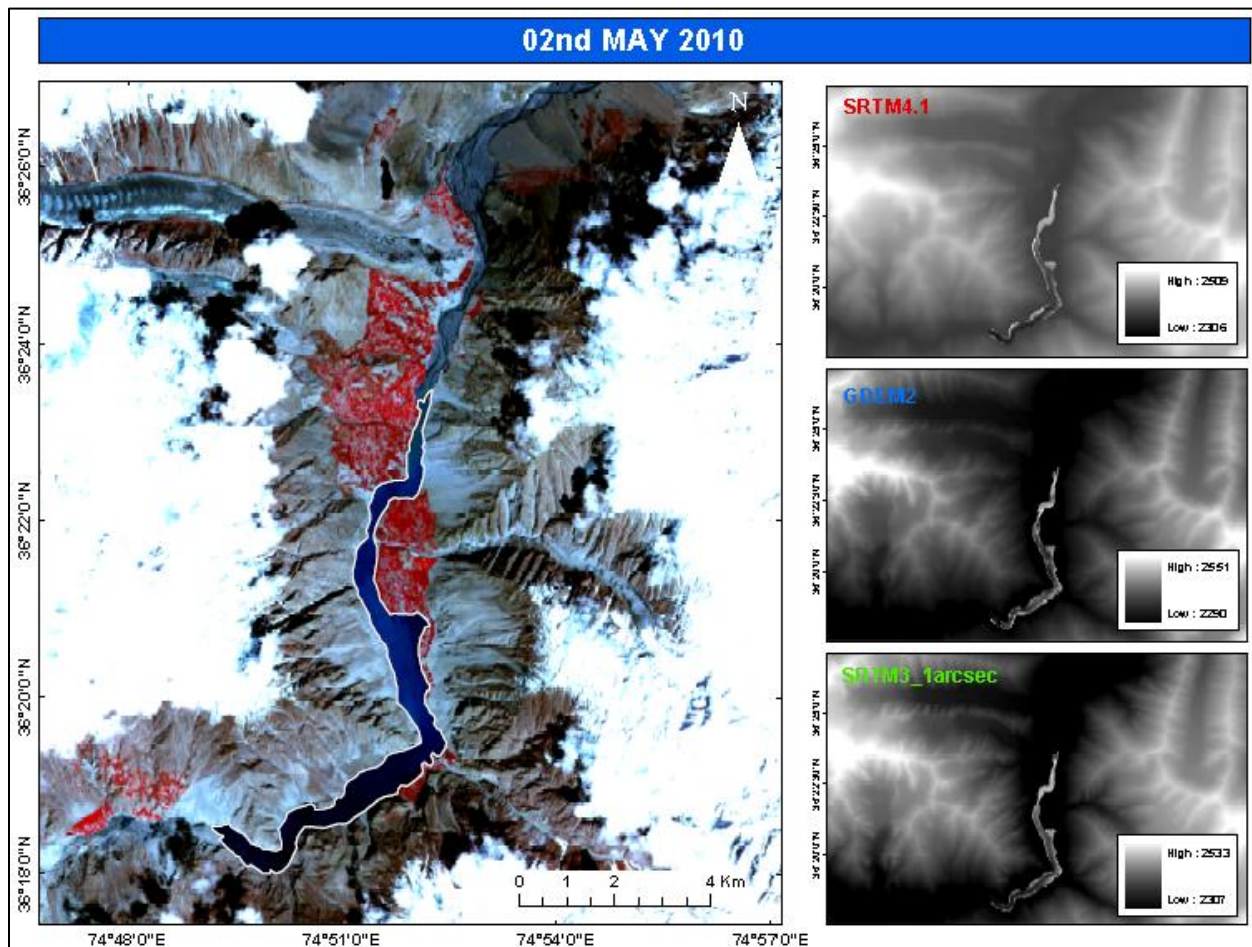 02nd MAY 2010
N
36°26'0"N
36°24'0"N
36°22'0"N
36°20'0"N
36°18'0"N
0 1 2 4 Km
74°48'0"E 74°51'0"E 74°54'0"E 74°57'0"E
SRTM4.1
High : 2509
Low : 2306
GDEM2
High : 2551
Low : 2290
SRTM3_1arcsec
High : 2533
Low : 2307